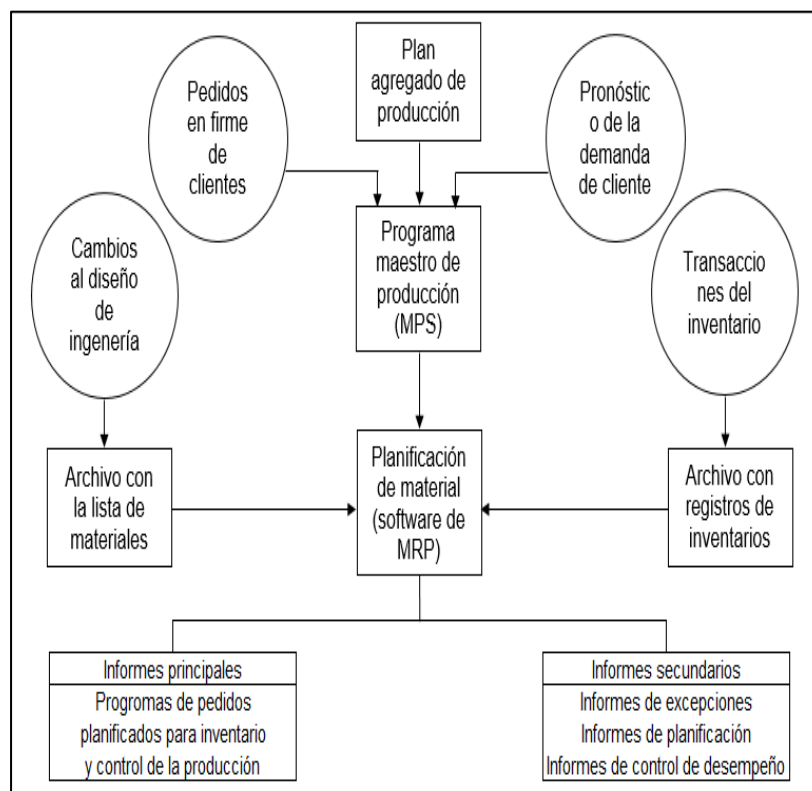 Plan
agregado de
producción
Pedidos
en firme
de
clientes
Pronóstic
o de la
demanda
de cliente
Cambios
al diseño
de
ingenería
Programa
maestro de
producción
(MPS)
Transaccio
nes del
inventario
Archivo con
la lista de
materiales
Planificación
de material
(software de
MRP)
Archivo con
registros de
inventarios
Informes principales
Programas de pedidos
planificados para inventario
y control de la producción
Informes secundarios
Informes de excepciones
Informes de planificación
Informes de control de desempeño